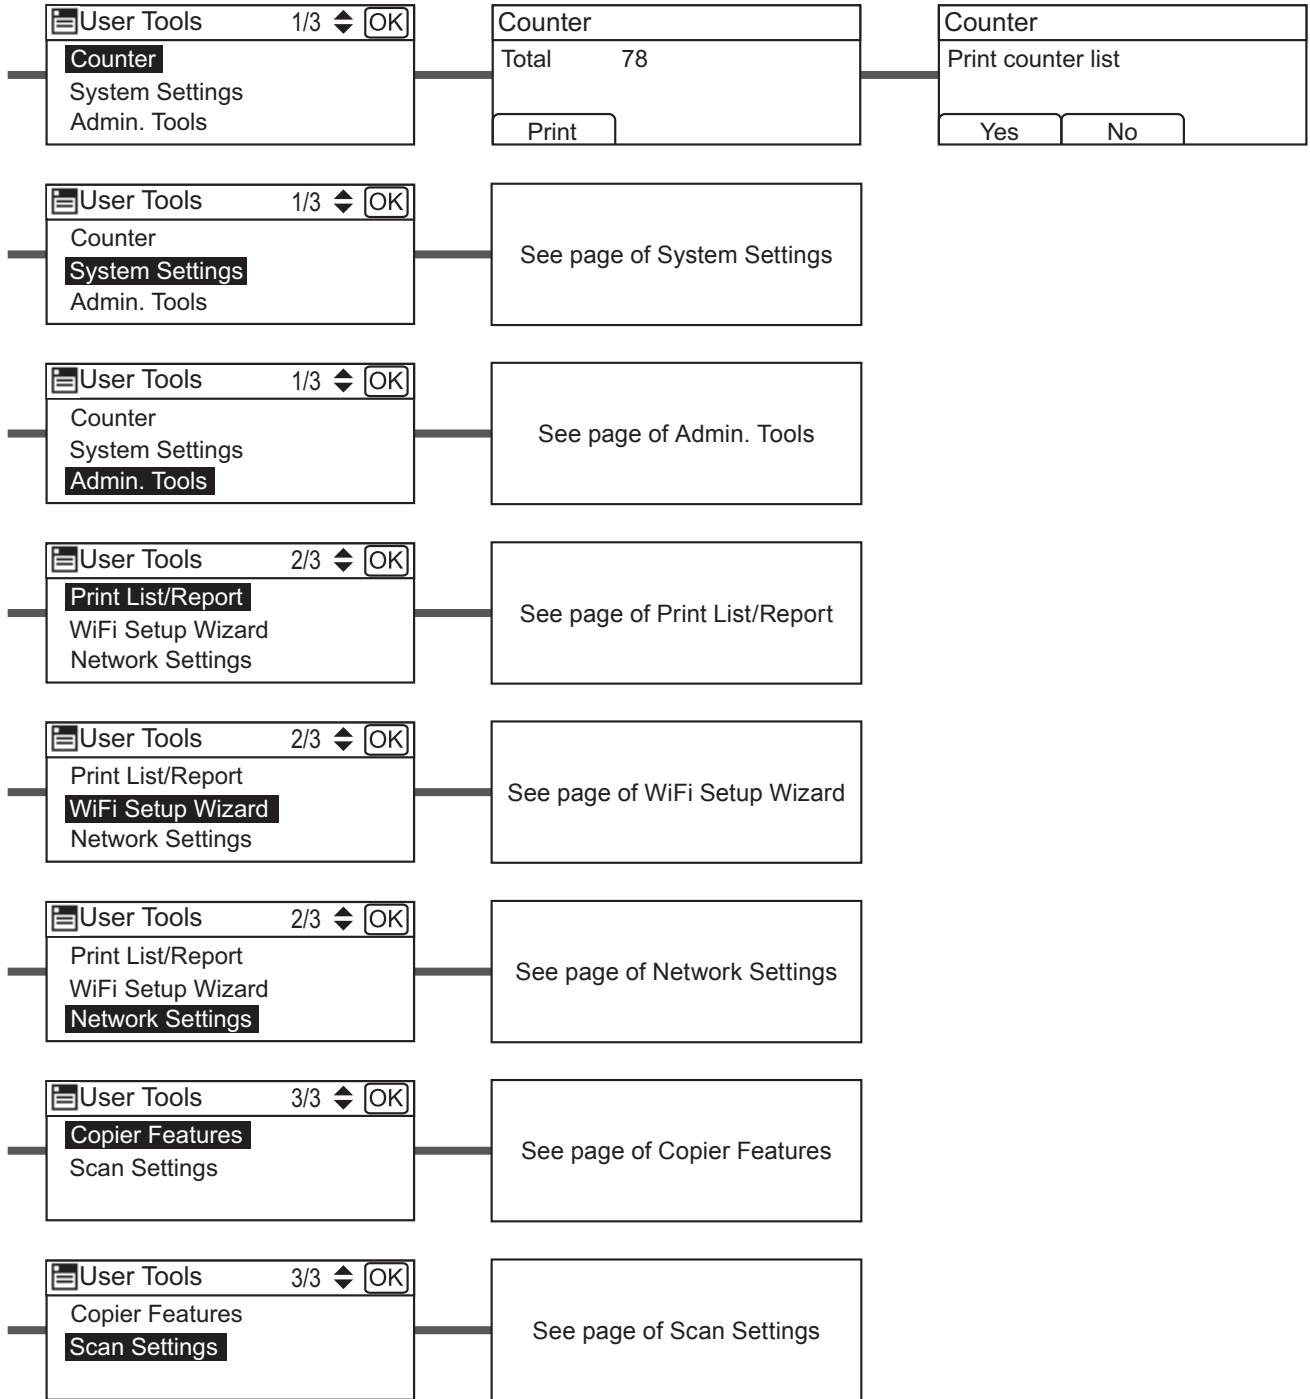 User Tools 1/3 OK
Counter
System Settings
Admin. Tools
Counter
Total 78
Print
Counter
Print counter list
Yes No
User Tools 1/3 OK
Counter
System Settings
Admin. Tools
See page of System Settings
User Tools 1/3 OK
Counter
System Settings
Admin. Tools
See page of Admin. Tools
User Tools 2/3 OK
Print List/Report
WiFi Setup Wizard
Network Settings
See page of Print List/Report
User Tools 2/3 OK
Print List/Report
WiFi Setup Wizard
Network Settings
See page of WiFi Setup Wizard
User Tools 2/3 OK
Print List/Report
WiFi Setup Wizard
Network Settings
See page of Network Settings
User Tools 3/3 OK
Copier Features
Scan Settings
See page of Copier Features
User Tools 3/3 OK
Copier Features
Scan Settings
See page of Scan Settings